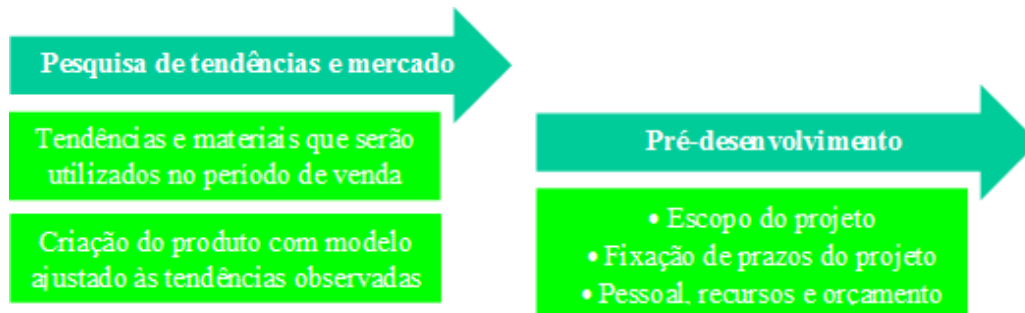 Pesquisa de tendências e mercado
Tendências e materiais que serão
utilizados no periodo de venda
Criação do produto com modelo
ajustado às tendências observadas
Pré-desenvolvimento
• Escopo do projeto
• Fixação de prazos do projeto
• Pessoal, recursos e orçamento